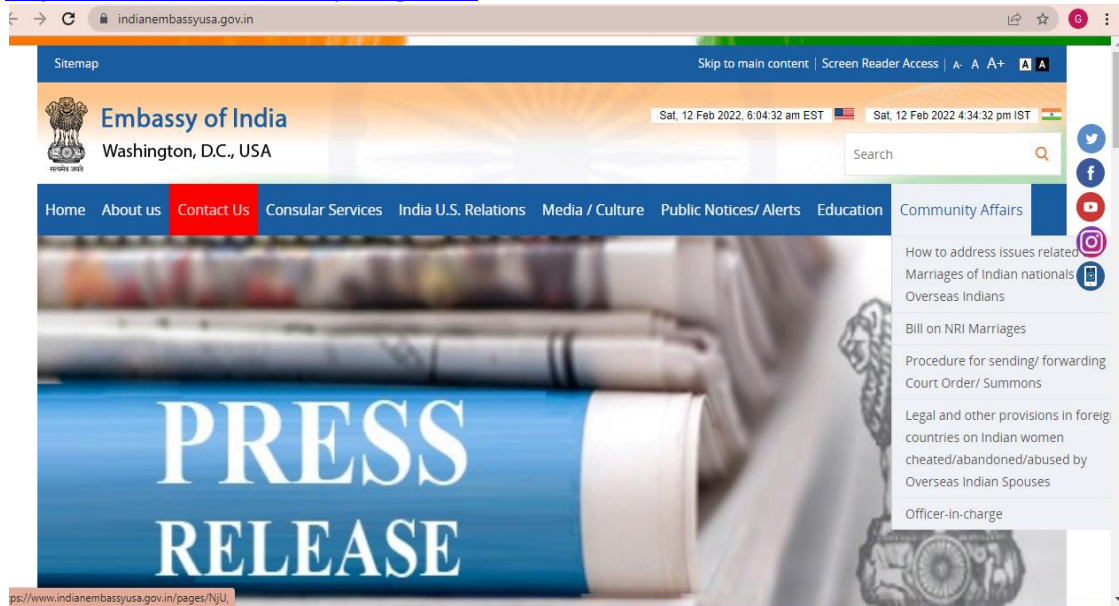 indianembassyusa.gov.in
G
Sitemap
Skip to main content | Screen Reader Access | A- A A+ A A
Embassy of India
Sat, 12 Feb 2022, 6:04:32 am EST
Sat, 12 Feb 2022 4:34:32 pm IST
Washington, D.C., USA
Search
सत्यमेव जयते
Home About us Contact Us Consular Services India U.S. Relations Media / Culture Public Notices/ Alerts Education Community Affairs
How to address issues related
Marriages of Indian nationals
Overseas Indians
Bill on NRI Marriages
Procedure for sending/ forwarding
Court Order/ Summons
Legal and other provisions in foreig
countries on Indian women
cheated/abandoned/abused by
Overseas Indian Spouses
Officer-in-charge
PRESS
RELEASE
ps://www.indianembassyusa.gov.in/pages/NjU,